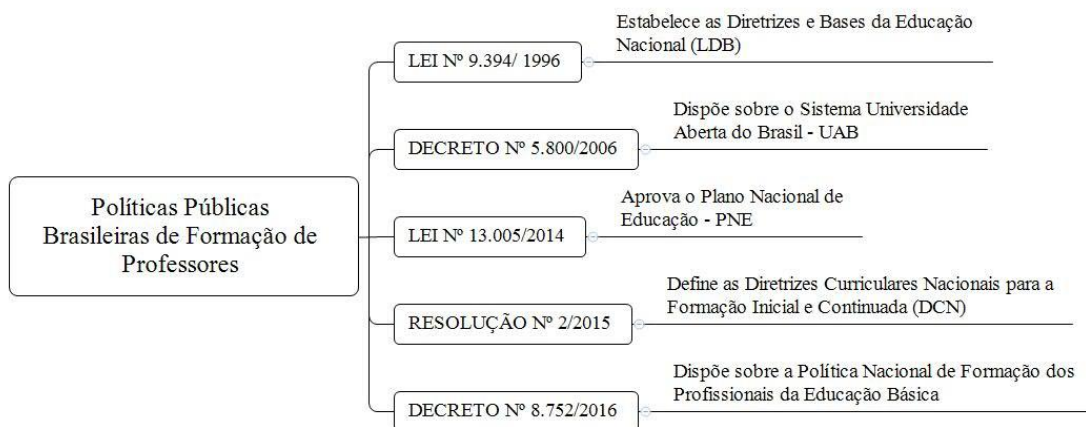 Políticas Públicas
Brasileiras de Formação de
Professores
LEI Nº 9.394/ 1996
Estabelece as Diretrizes e Bases da Educação
Nacional (LDB)
DECRETO Nº 5.800/2006
Dispõe sobre o Sistema Universidade
Aberta do Brasil - UAB
LEI Nº 13.005/2014
Aprova o Plano Nacional de
Educação - PNE
RESOLUÇÃO Nº 2/2015
Define as Diretrizes Curriculares Nacionais para a
Formação Inicial e Continuada (DCN)
DECRETO Nº 8.752/2016
Dispõe sobre a Política Nacional de Formação dos
Profissionais da Educação Básica